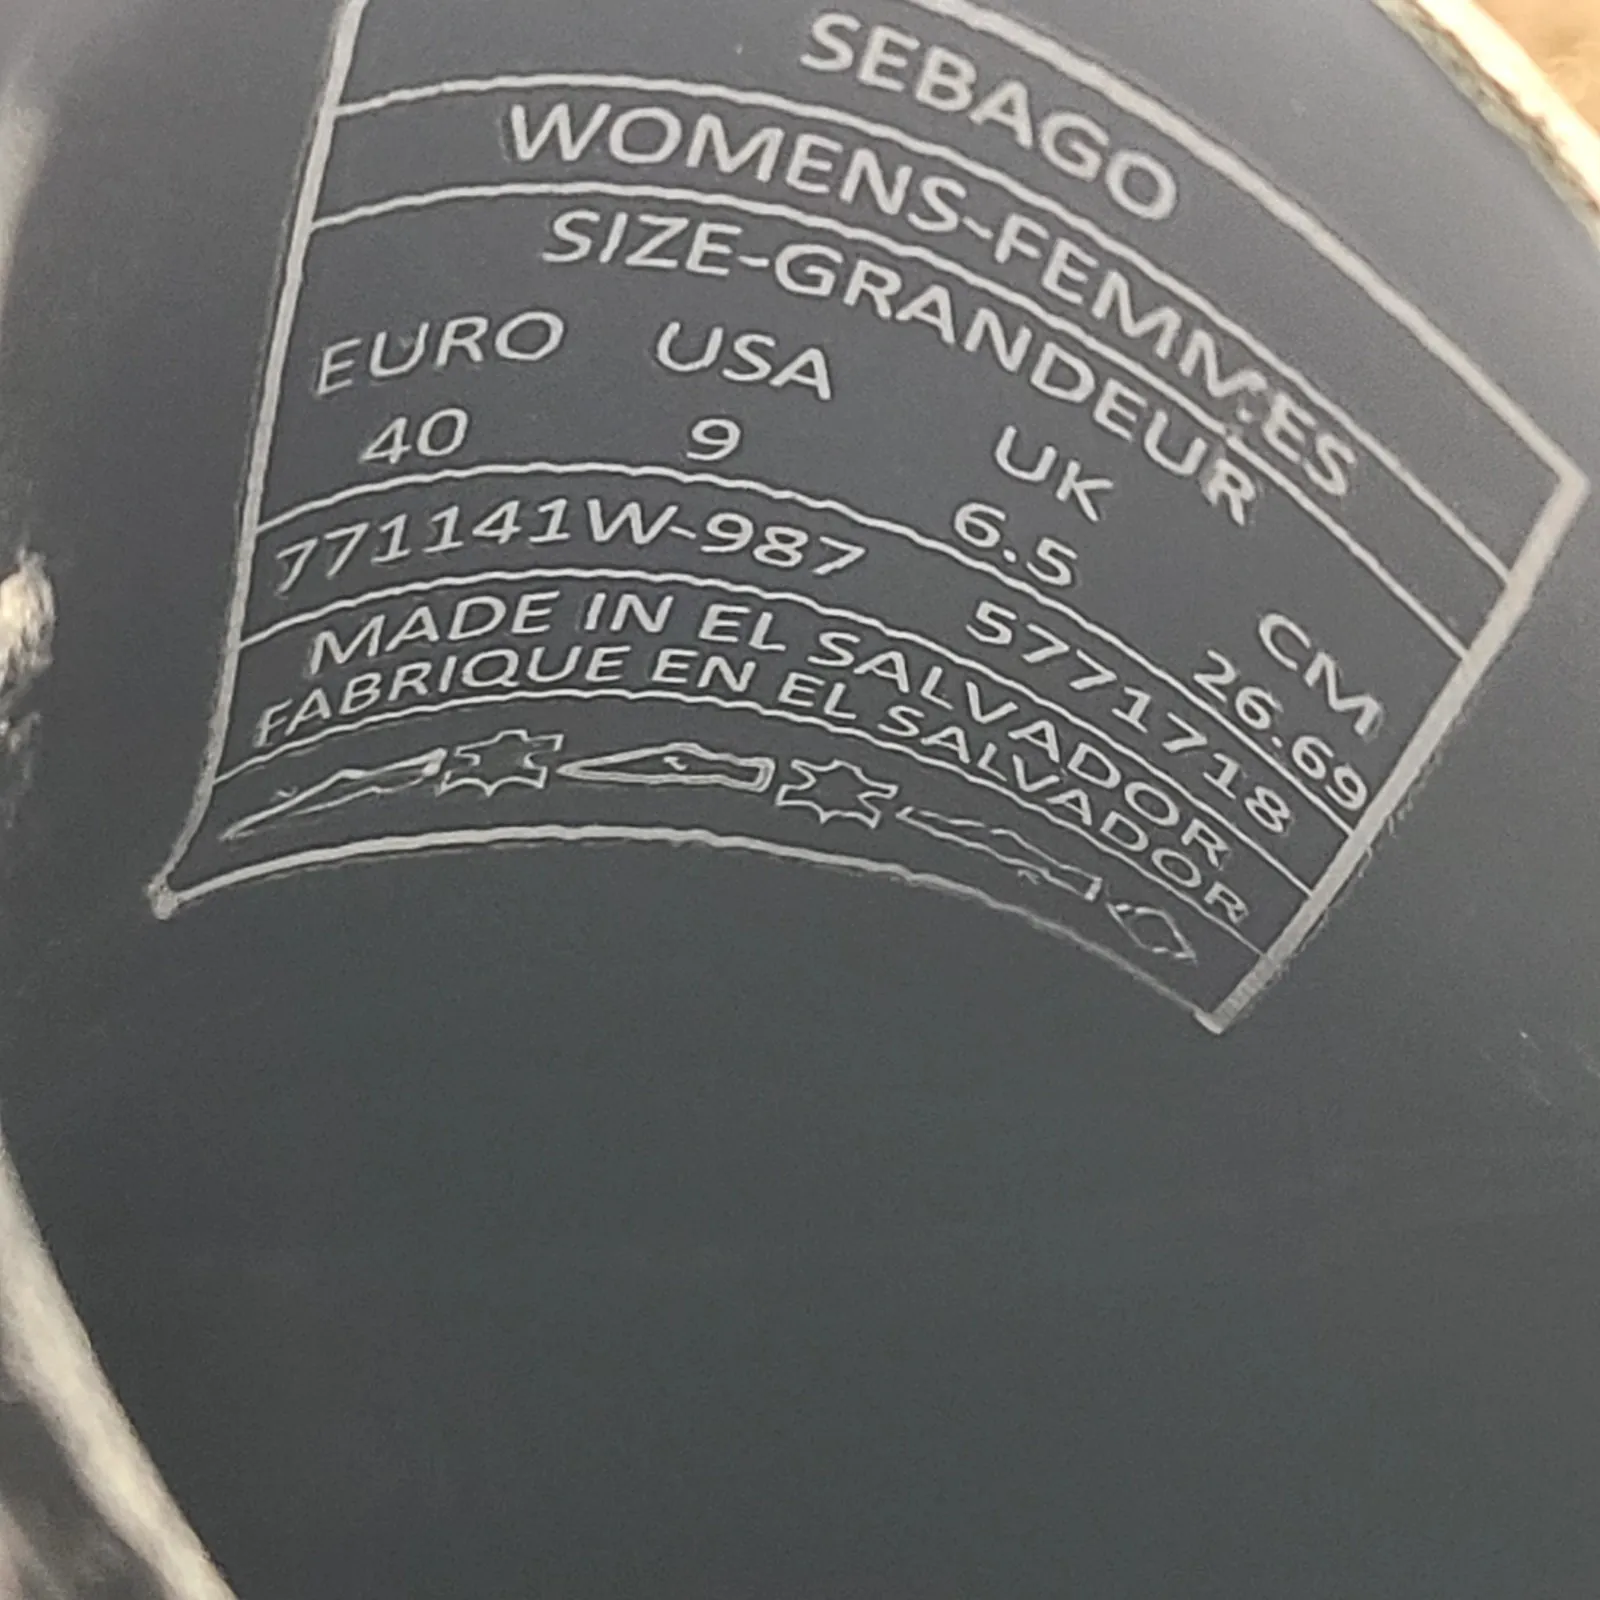 SEBAGO
WOMENS-FEMMES
SIZE-GRANDEUR
EURO USA UK CM
40 9 6.5 26.69
771141W-987 5771718
MADE IN EL SALVADOR
FABRIQUE EN EL SALVADOR